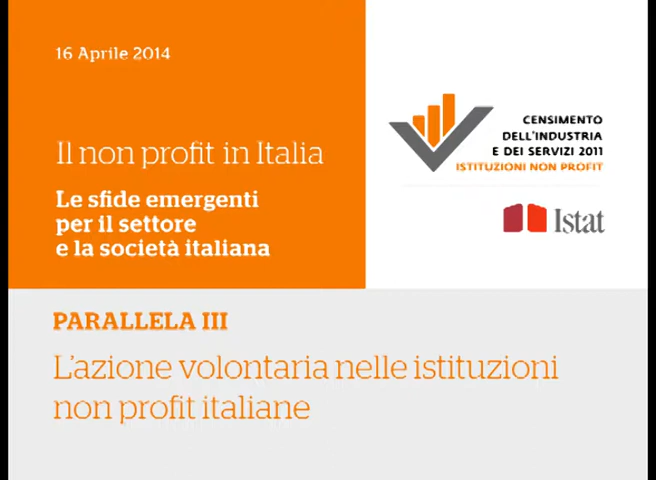 16 Aprile 2014
Il non profit in Italia
Le sfide emergenti
per il settore
e la società italiana
CENSIMENTO
DELL'INDUSTRIA
E DEI SERVIZI 2011
ISTITUZIONI NON PROFIT
Istat
PARALLELA III
L'azione volontaria nelle istituzioni
non profit italiane